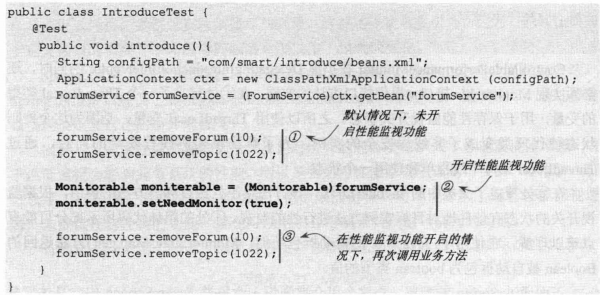 public class IntroduceTest {
@Test
public void introduce(){
String configPath = "com/smart/introduce/beans.xml";
ApplicationContext ctx = new ClassPathXmlApplicationContext (configPath);
ForumService forumService = (ForumService)ctx.getBean("forumService");
默认情况下，未开
启性能监视功能
forumService.removeForum(10); ①
forumService.removeTopic(1022);
开启性能监视功能
Monitorable moniterable = (Monitorable)forumService; ②
moniterable.setNeedMonitor(true);
forumService.removeForum(10); ③ 在性能监视功能开启的情
forumService.removeTopic(1022); 况下，再次调用业务方法
}
}